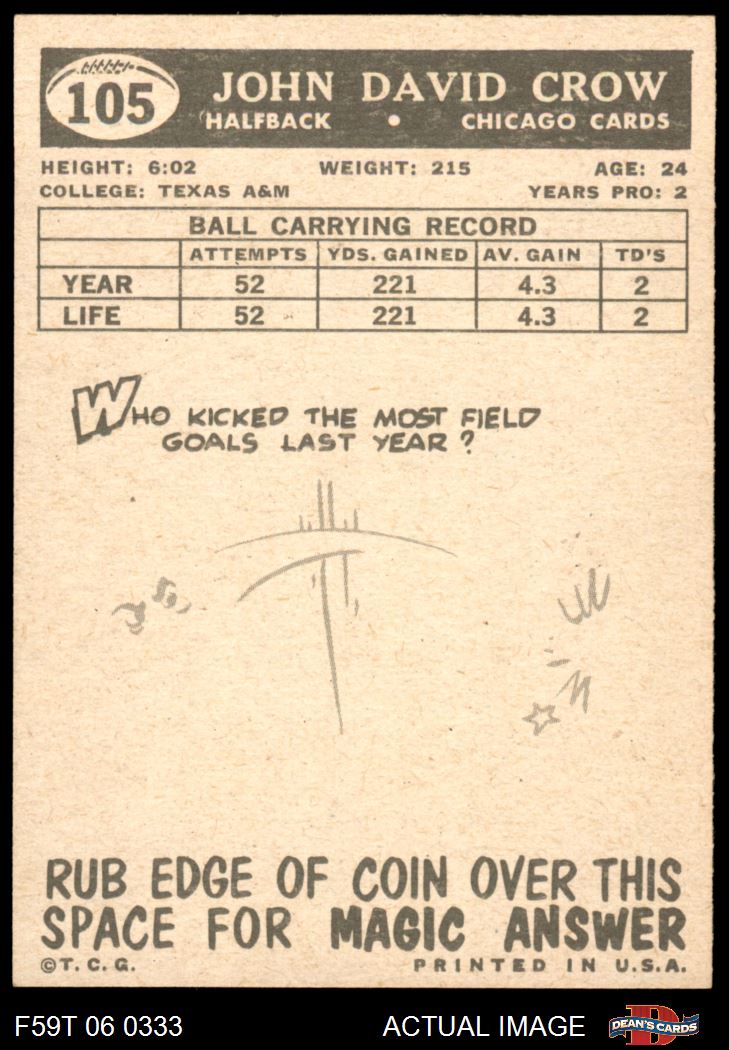 105
JOHN DAVID CROW
HALFBACK • CHICAGO CARDS
HEIGHT: 6:02 WEIGHT: 215 AGE: 24
COLLEGE: TEXAS A&M YEARS PRO: 2
BALL CARRYING RECORD
ATTEMPTS YDS. GAINED AV. GAIN TD'S
YEAR 52 221 4.3 2
LIFE 52 221 4.3 2
WHO KICKED THE MOST FIELD
GOALS LAST YEAR?
RUB EDGE OF COIN OVER THIS
SPACE FOR MAGIC ANSWER
©T.C.G. PRINTED IN U.S.A.
F59T 06 0333 ACTUAL IMAGE D DEAN'S CARDS